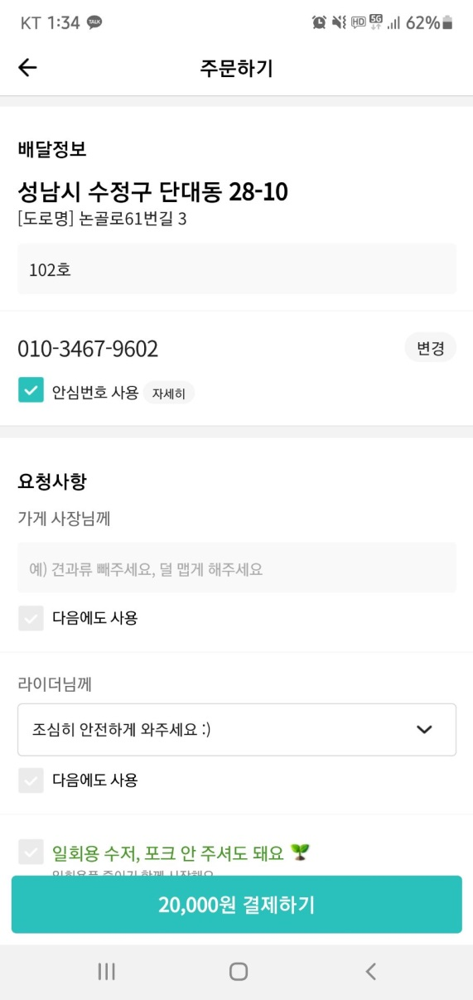 KT 1:34 TALK HD 5G 62%
주문하기
배달정보
성남시 수정구 단대동 28-10
[도로명] 논골로61번길 3
102호
010-3467-9602 변경
안심번호 사용 자세히
요청사항
가게 사장님께
예) 견과류 빼주세요, 덜 맵게 해주세요
다음에도 사용
라이더님께
조심히 안전하게 와주세요 :)
다음에도 사용
일회용 수저, 포크 안 주셔도 돼요 🌱
20,000원 결제하기